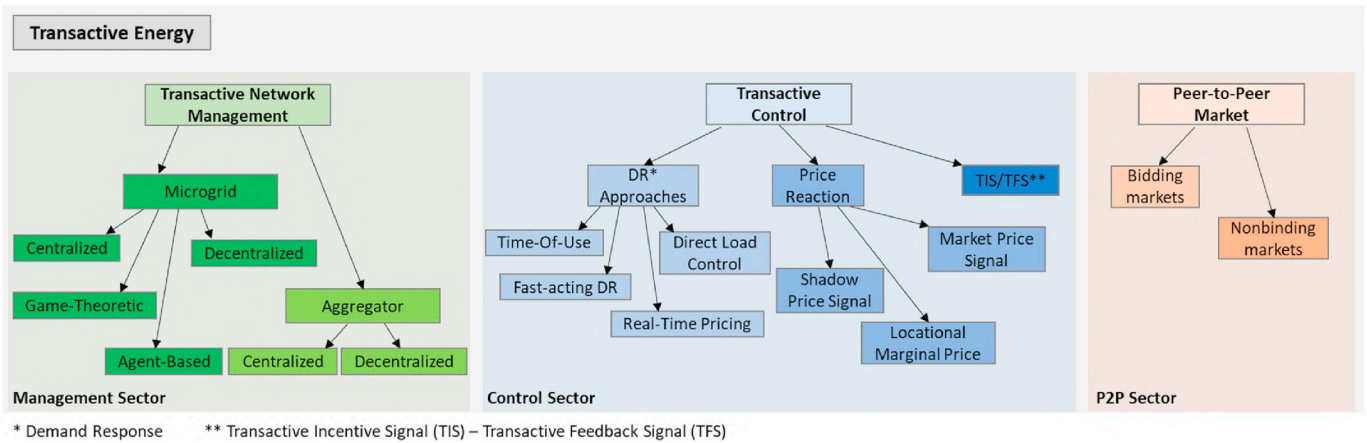 Transactive Energy
Transactive Network
Management
Microgrid
Centralized
Decentralized
Game-Theoretic
Agent-Based
Aggregator
Centralized
Decentralized
Management Sector
Transactive
Control
DR*
Approaches
Time-Of-Use
Direct Load
Control
Fast-acting DR
Real-Time Pricing
Price
Reaction
Shadow
Price Signal
Market Price
Signal
Locational
Marginal Price
TIS/TFS**
Control Sector
Peer-to-Peer
Market
Bidding
markets
Nonbinding
markets
P2P Sector
* Demand Response
** Transactive Incentive Signal (TIS) – Transactive Feedback Signal (TFS)